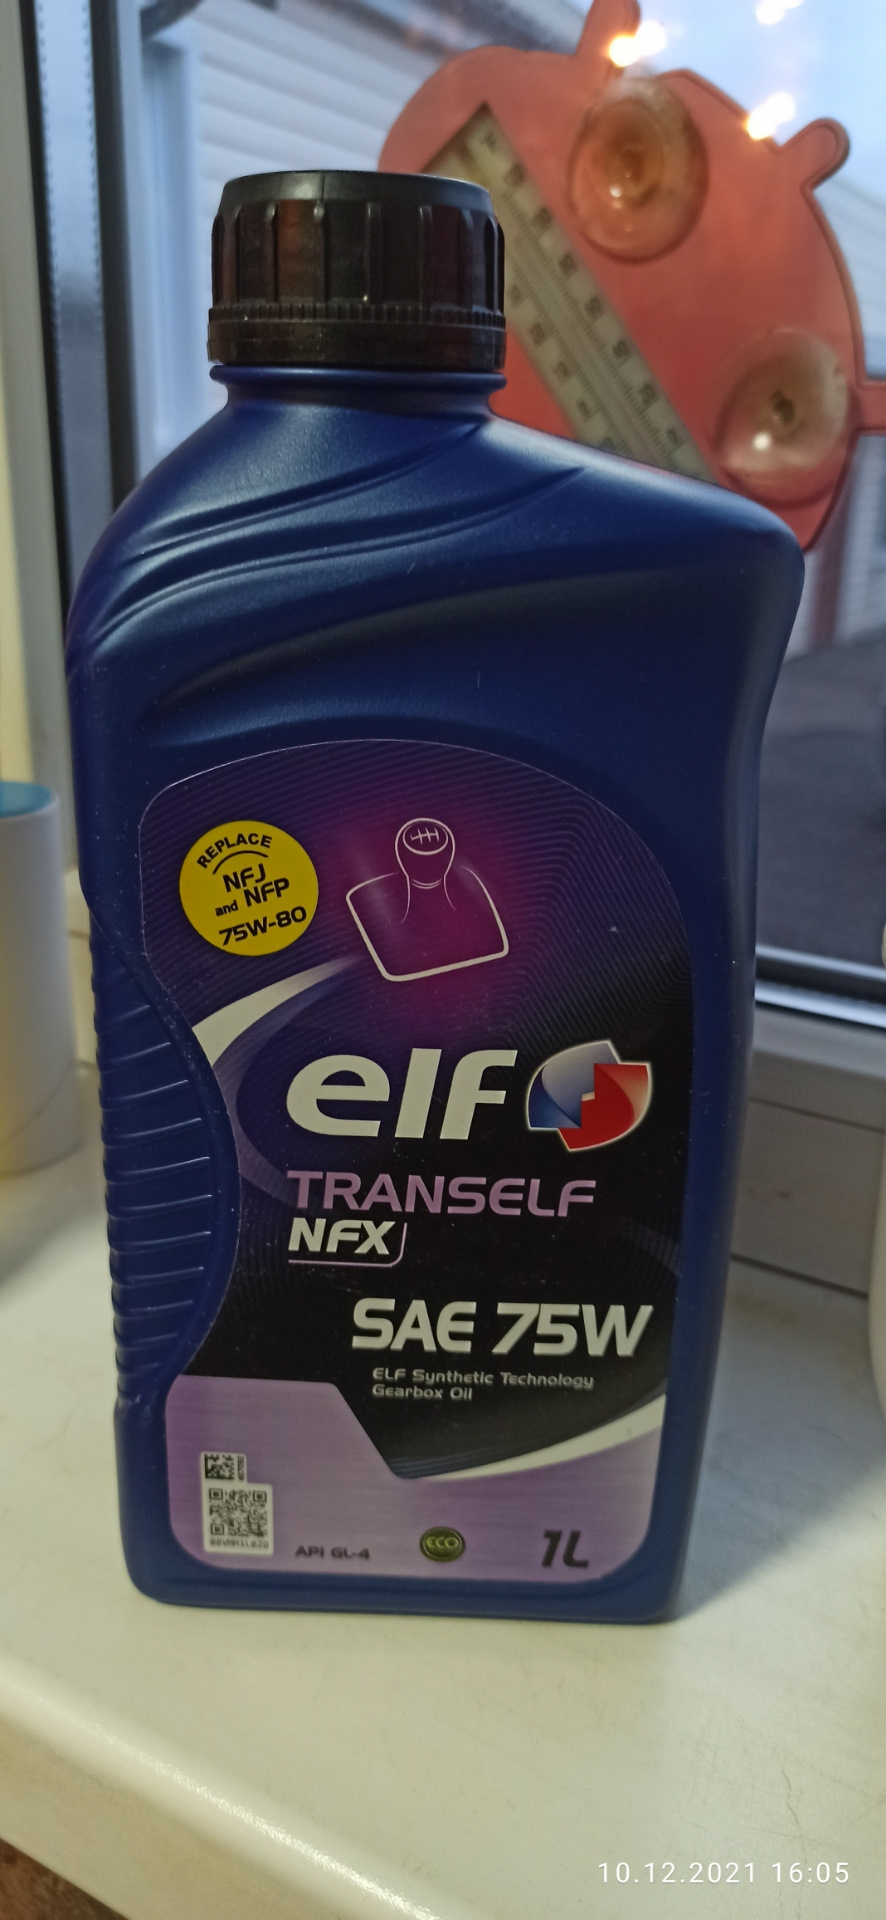 REPLACE
NFJ
and NFP
75W-80
elf
TRANSELF
NFX
SAE 75W
ELF Synthetic Technology
Gearbox Oil
API GL-4
ECO
1L
10.12.2021 16:05